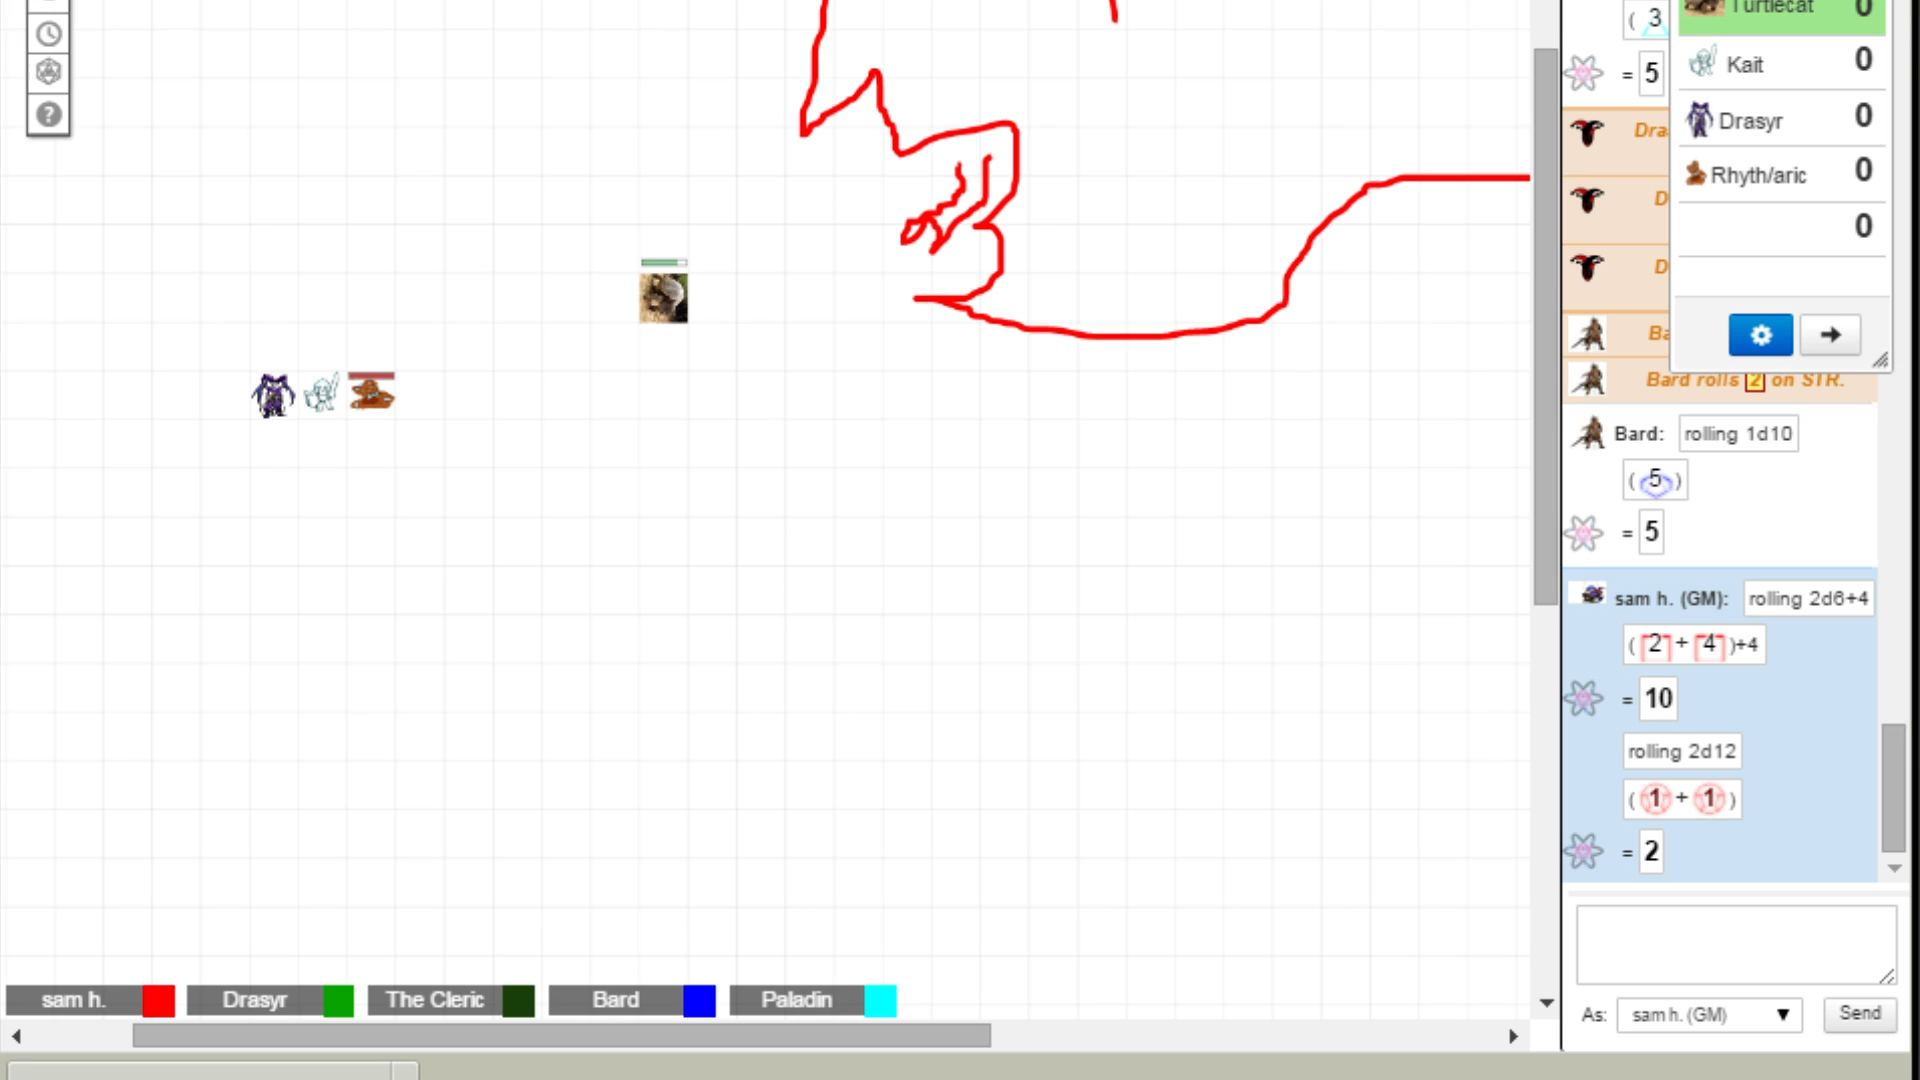 Turtlecat 0
Kait 0
Drasyr 0
Rhyth/aric 0
0
( 3
= 5
Dra
D
D
Ba
Bard rolls 2 on STR.
Bard: rolling 1d10
( 5 )
= 5
sam h. (GM): rolling 2d6+4
( 2 + 4 )+4
= 10
rolling 2d12
( 1 + 1 )
= 2
As: sam h. (GM) Send
sam h. Drasyr The Cleric Bard Paladin